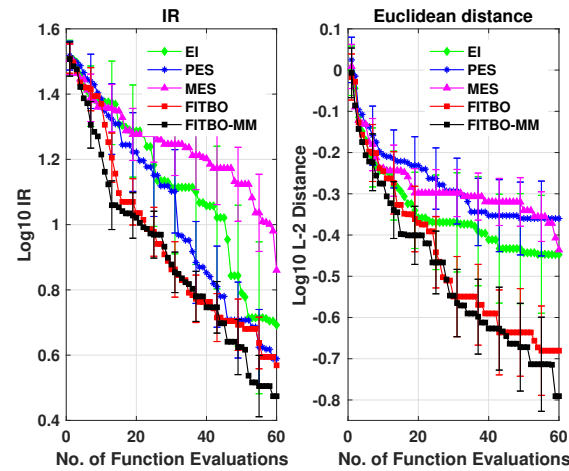 IR
Log10 IR
1.6
1.4
1.2
1
0.8
0.6
0.4
0
20
40
60
No. of Function Evaluations
EI
PES
MES
FITBO
FITBO-MM
Euclidean distance
Log10 L-2 Distance
0.1
0
-0.1
-0.2
-0.3
-0.4
-0.5
-0.6
-0.7
-0.8
0
20
40
60
No. of Function Evaluations
EI
PES
MES
FITBO
FITBO-MM